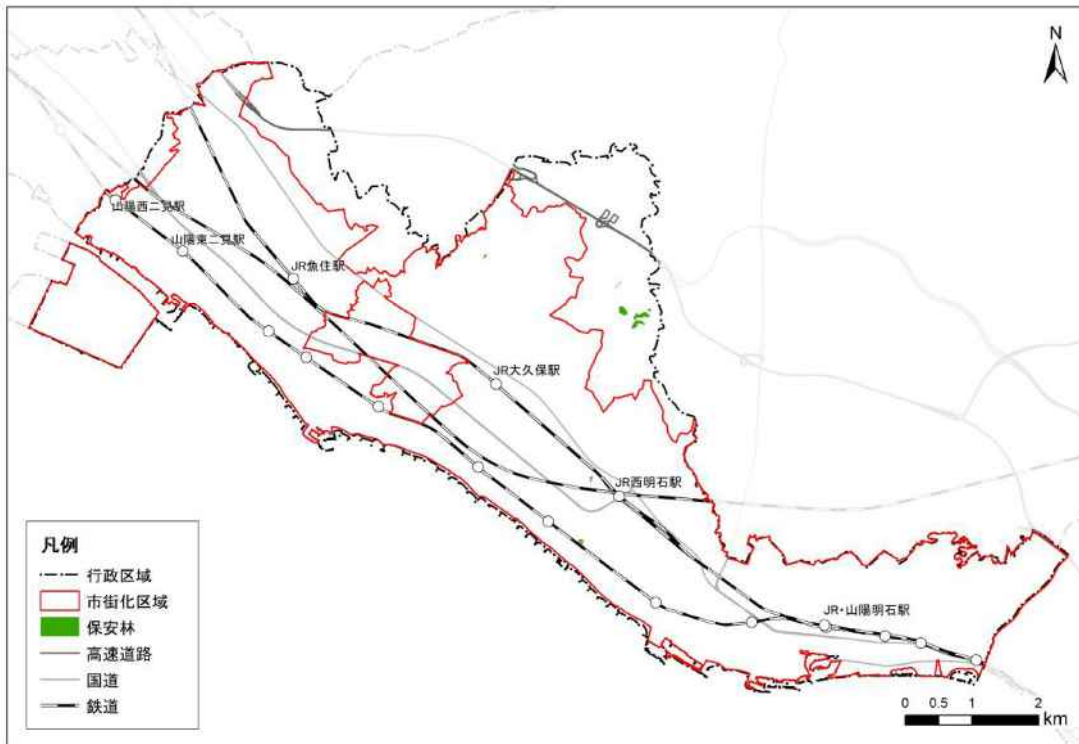 N
山陽西二見駅
山陽東二見駅
JR魚住駅
JR大久保駅
JR西明石駅
JR・山陽明石駅
凡例
行政区域
市街化区域
保安林
高速道路
国道
鉄道
0 0.5 1 2
km